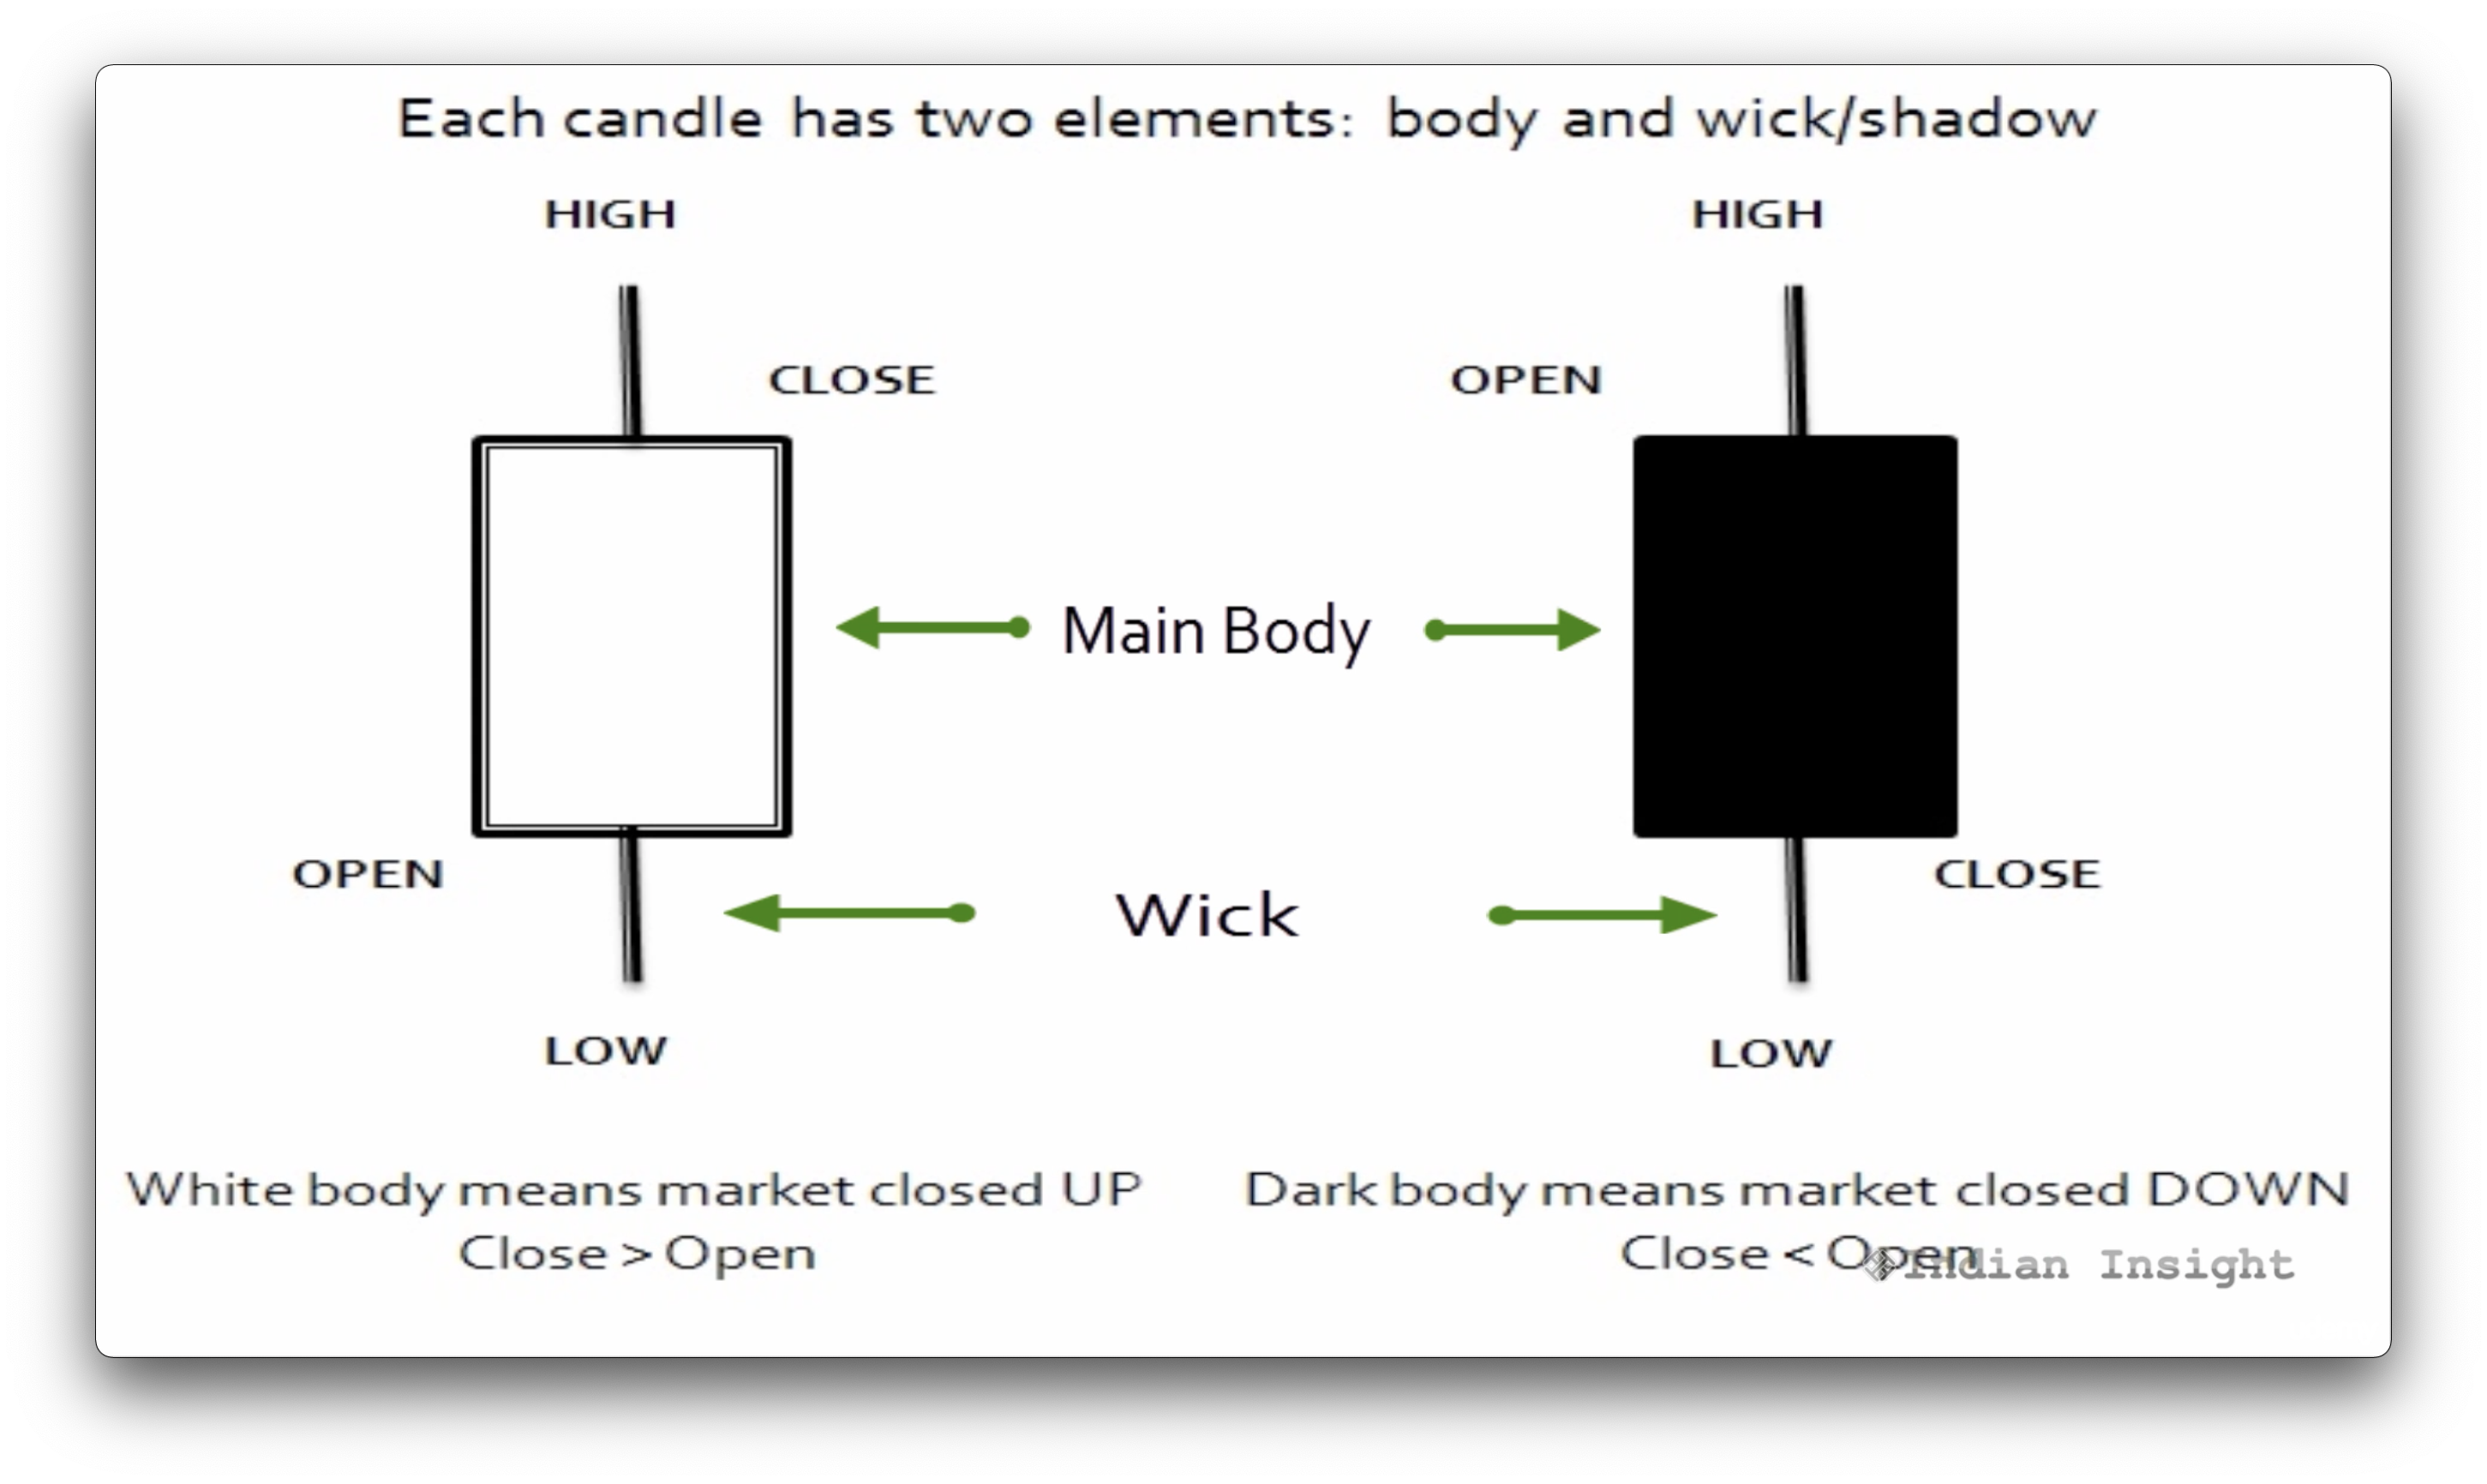 Each candle has two elements: body and wick/shadow
HIGH
HIGH
CLOSE
OPEN
Main Body
OPEN
CLOSE
Wick
LOW
LOW
White body means market closed UP
Close > Open
Dark body means market closed DOWN
Close < Open
Indian Insight